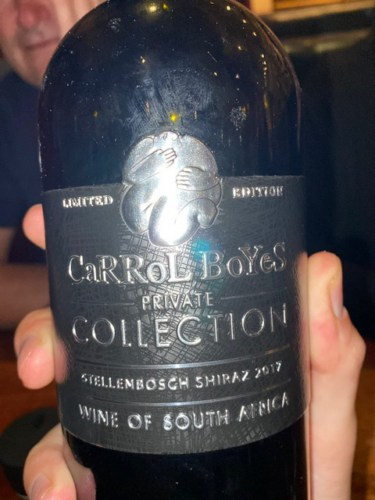 LIMITED EDITION
CaRRoL BoYeS
PRIVATE
COLLECTION
STELLENBOSCH SHIRAZ 2017
WINE OF SOUTH AFRICA